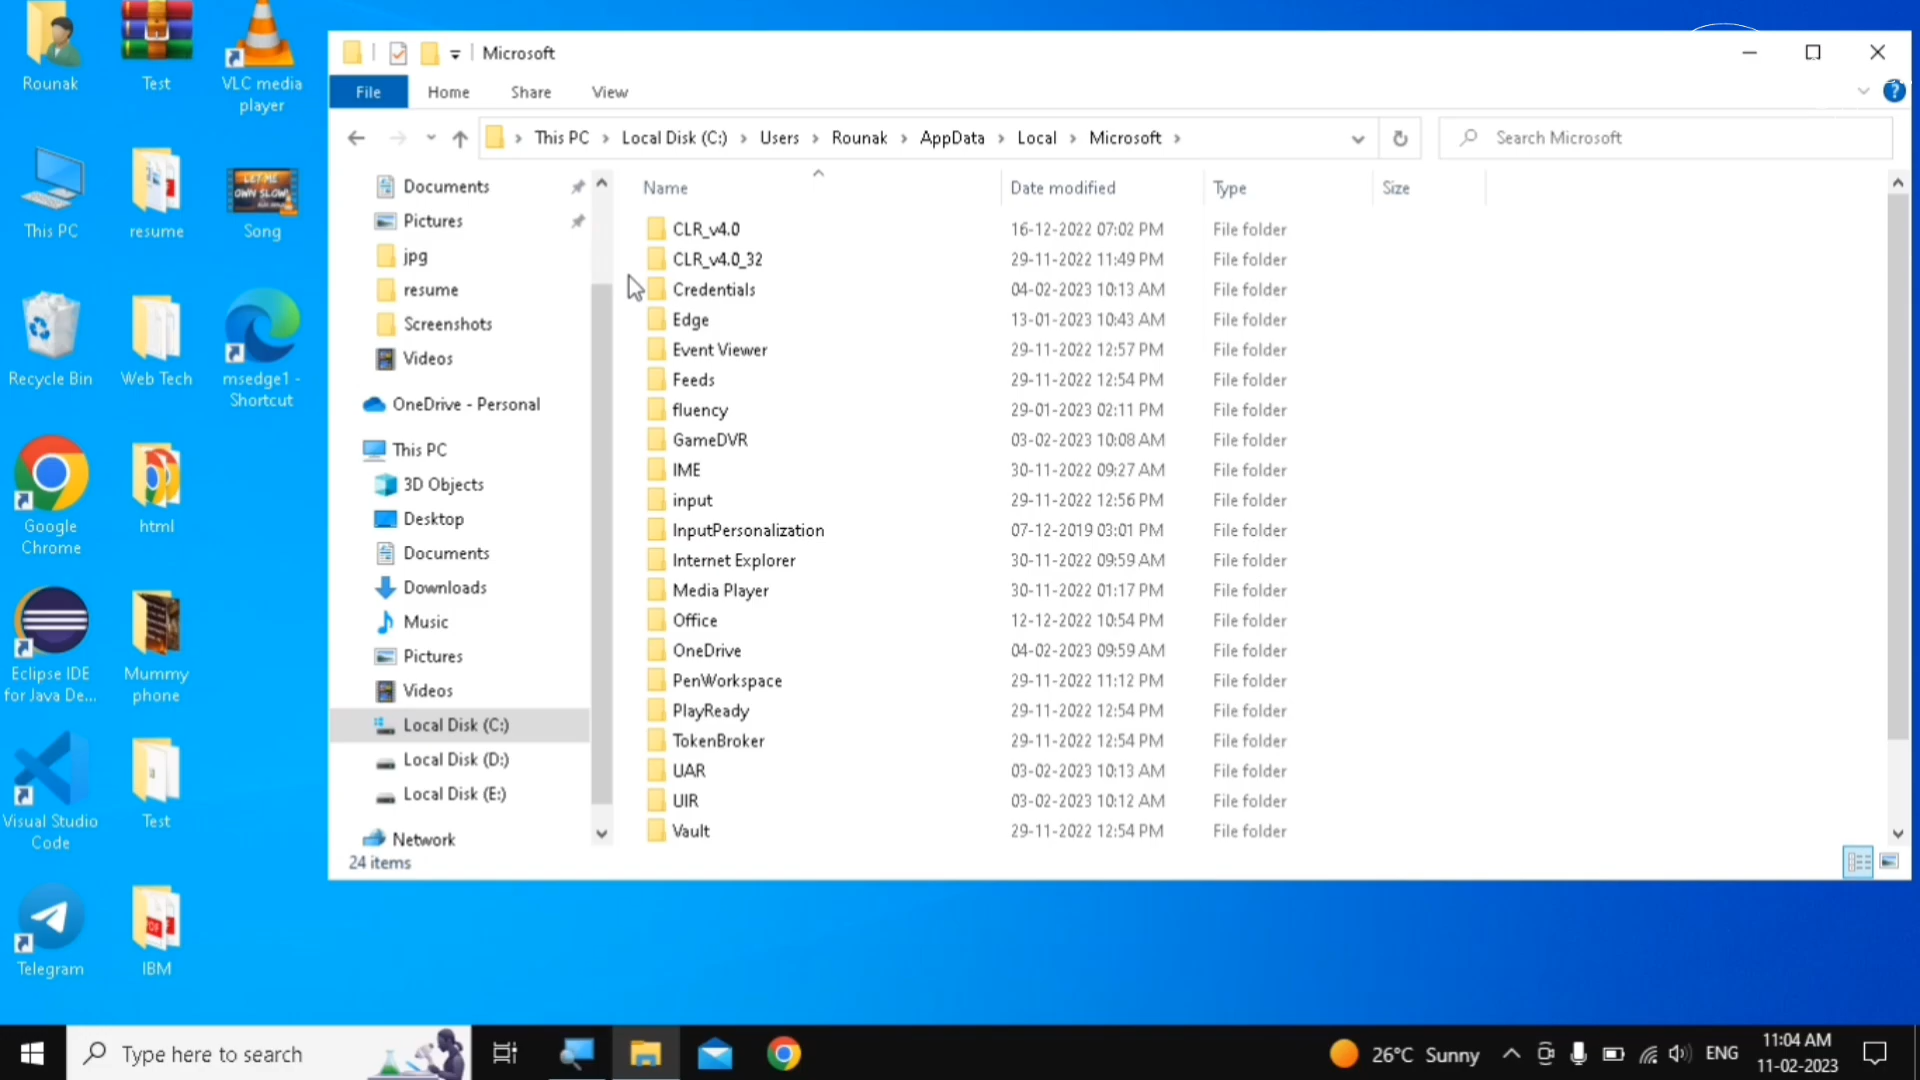 Rounak
Test
VLC media
player
This PC
resume
LET ME
OWN SLOW
Song
Recycle Bin
Web Tech
msedge1 -
Shortcut
Google
Chrome
html
Eclipse IDE
for Java De...
Mummy
phone
Visual Studio
Code
Test
Telegram
PDF
IBM
Microsoft
File
Home
Share
View
?
This PC
Local Disk (C:)
Users
Rounak
AppData
Local
Microsoft
Search Microsoft
Documents
Pictures
jpg
resume
Screenshots
Videos
OneDrive - Personal
This PC
3D Objects
Desktop
Documents
Downloads
Music
Pictures
Videos
Local Disk (C:)
Local Disk (D:)
Local Disk (E:)
Network
24 items
Name Date modified Type Size
CLR_v4.0 16-12-2022 07:02 PM File folder
CLR_v4.0_32 29-11-2022 11:49 PM File folder
Credentials 04-02-2023 10:13 AM File folder
Edge 13-01-2023 10:43 AM File folder
Event Viewer 29-11-2022 12:57 PM File folder
Feeds 29-11-2022 12:54 PM File folder
fluency 29-01-2023 02:11 PM File folder
GameDVR 03-02-2023 10:08 AM File folder
IME 30-11-2022 09:27 AM File folder
input 29-11-2022 12:56 PM File folder
InputPersonalization 07-12-2019 03:01 PM File folder
Internet Explorer 30-11-2022 09:59 AM File folder
Media Player 30-11-2022 01:17 PM File folder
Office 12-12-2022 10:54 PM File folder
OneDrive 04-02-2023 09:59 AM File folder
PenWorkspace 29-11-2022 11:12 PM File folder
PlayReady 29-11-2022 12:54 PM File folder
TokenBroker 29-11-2022 12:54 PM File folder
UAR 03-02-2023 10:13 AM File folder
UIR 03-02-2023 10:12 AM File folder
Vault 29-11-2022 12:54 PM File folder
Type here to search
26°C Sunny
ENG
11:04 AM
11-02-2023